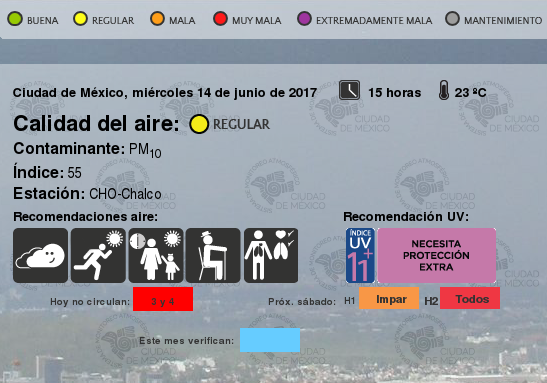 BUENA REGULAR MALA MUY MALA EXTREMADAMENTE MALA MANTENIMIENTO
Ciudad de México, miércoles 14 de junio de 2017 15 horas 23 ºC
Calidad del aire: REGULAR
Contaminante: PM10
Índice: 55
Estación: CHO-Chalco
Recomendaciones aire: Recomendación UV:
ÍNDICE
UV
11+
NECESITA
PROTECCIÓN
EXTRA
Hoy no circulan: 3 y 4 Próx. sábado: H1 Impar H2 Todos
Este mes verifican:
CIUDAD
DE MÉXICO